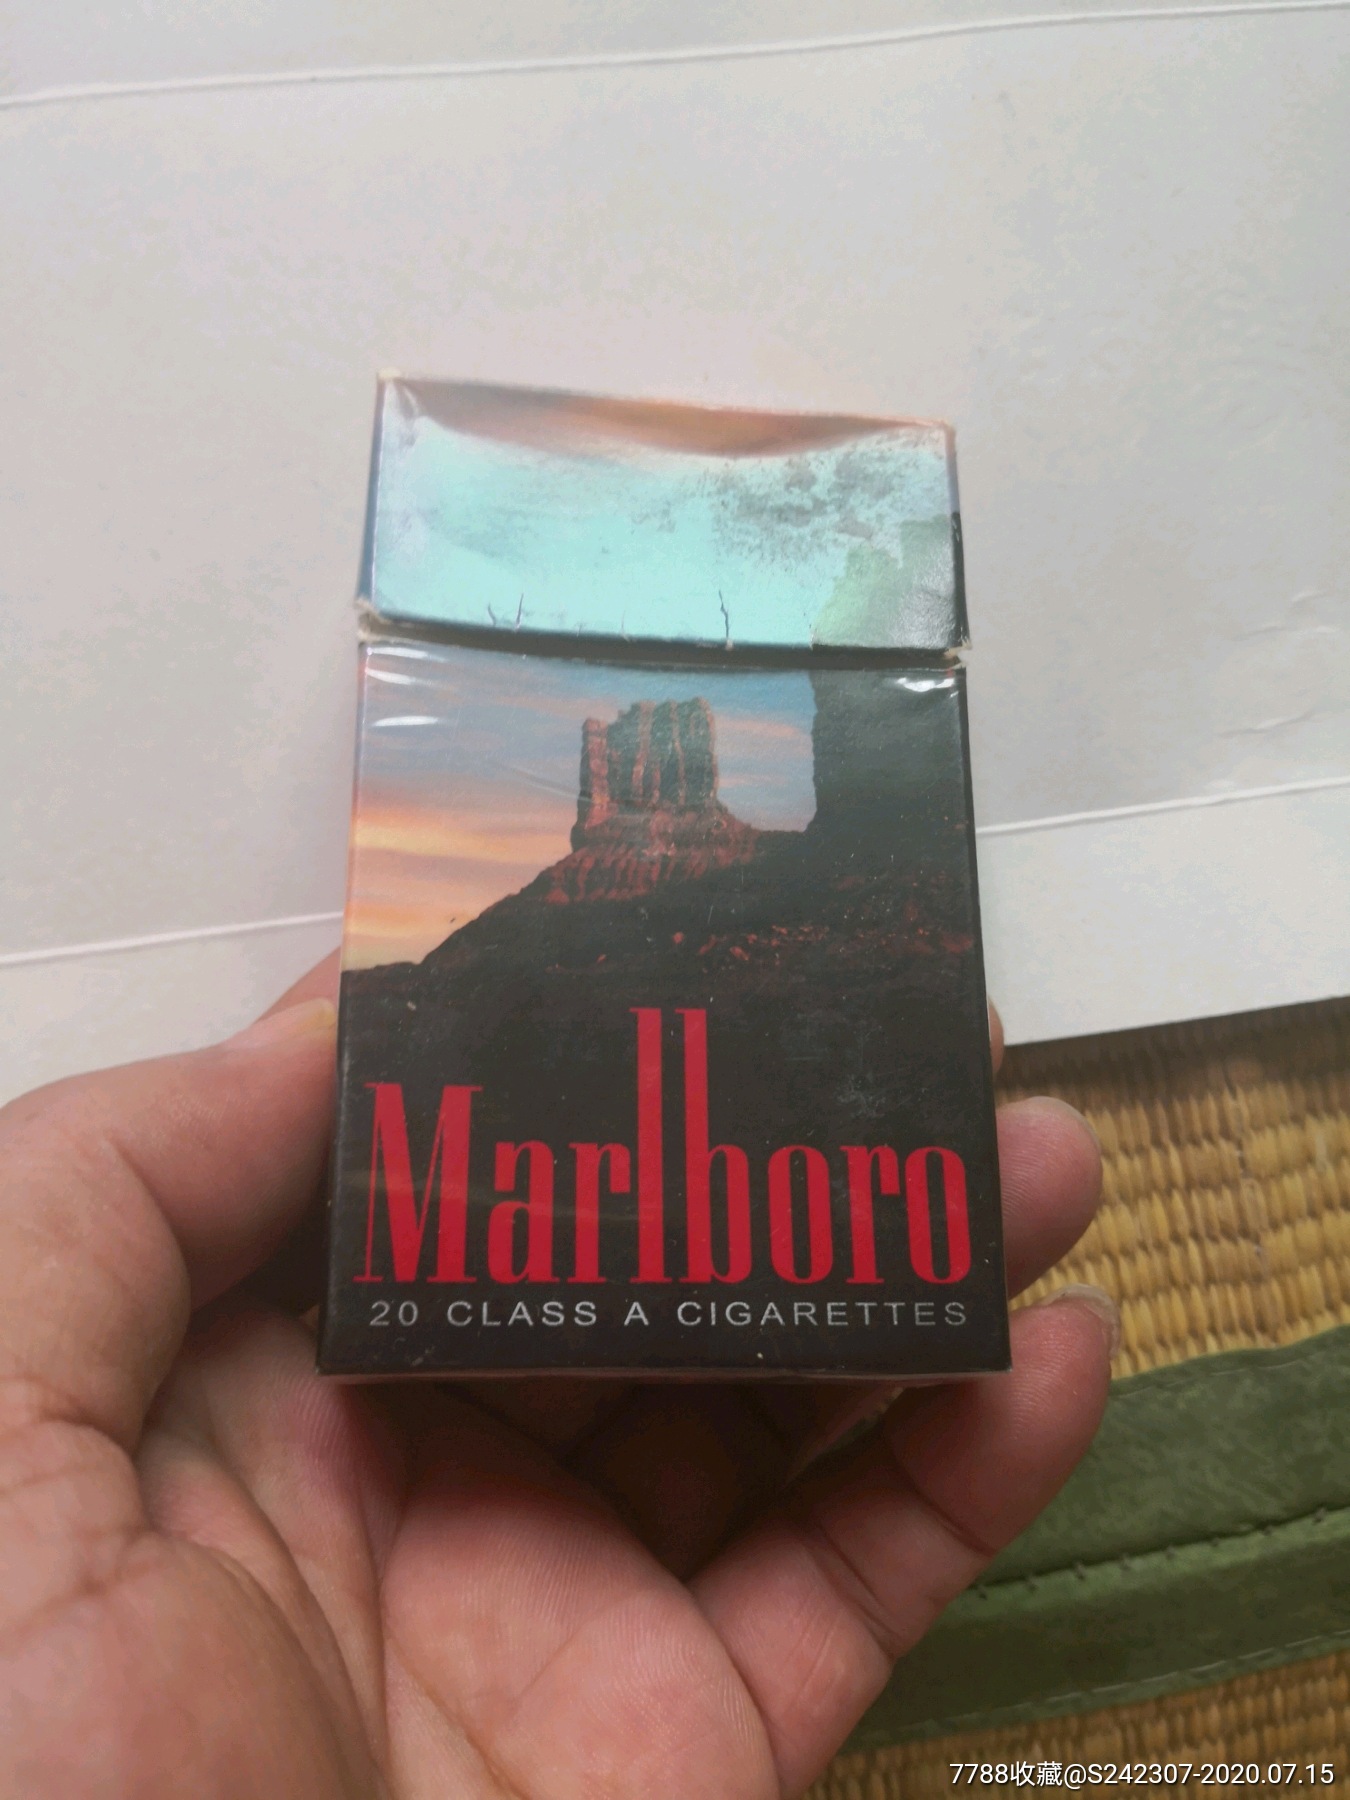 Marlboro
20 CLASS A CIGARETTES
7788收藏@S242307-2020.07.15